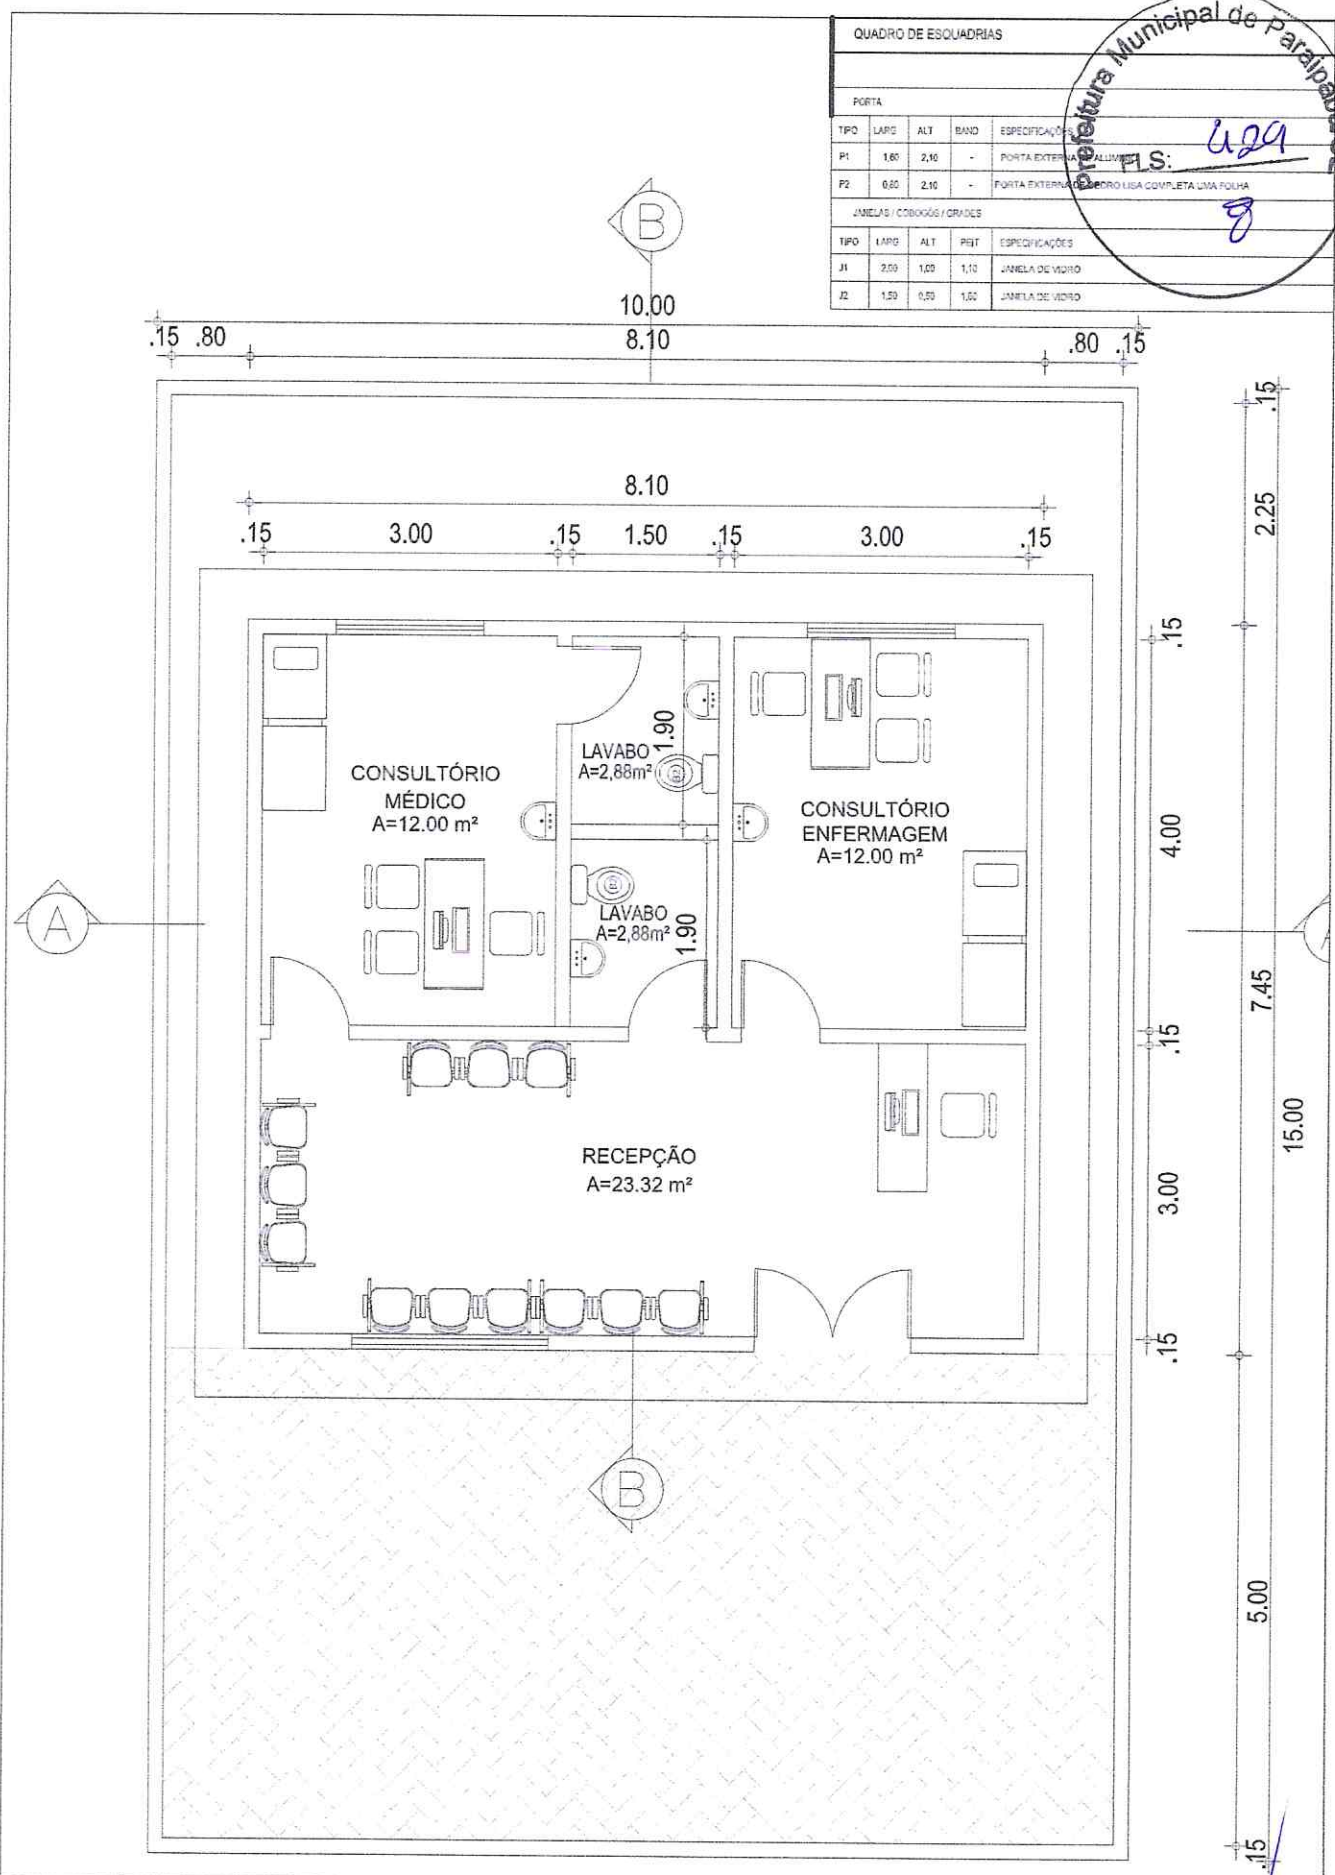 QUADRO DE ESQUADRIAS
PORTA
TIPO LARG ALT BAND ESPECIFICAÇÕES
P1 1,60 2,10 - PORTA EXTERNA DE ALUMÍNIO
P2 0,80 2,10 - PORTA EXTERNA DE CEDRO LISA COMPLETA UMA FOLHA
JANELAS / COBOGÓS / GRADES
TIPO LARG ALT PEIT ESPECIFICAÇÕES
J1 2,00 1,00 1,10 JANELA DE VIDRO
J2 1,50 0,50 JANELA DE VIDRO
Prefeitura Municipal de
FLS: 429
B
10.00
.15 .80 8.10 .80 .15
.15
2.25
8.10
.15 3.00 .15 1.50 .15 3.00 .15
.15
LAVABO
A=2,88m²
1.90
CONSULTÓRIO
MÉDICO
A=12.00 m²
CONSULTÓRIO
ENFERMAGEM
A=12.00 m²
4.00
LAVABO
A=2,88m²
1.90
A
A
7.45
.15
15.00
RECEPÇÃO
A=23.32 m²
3.00
.15
B
5.00
.15